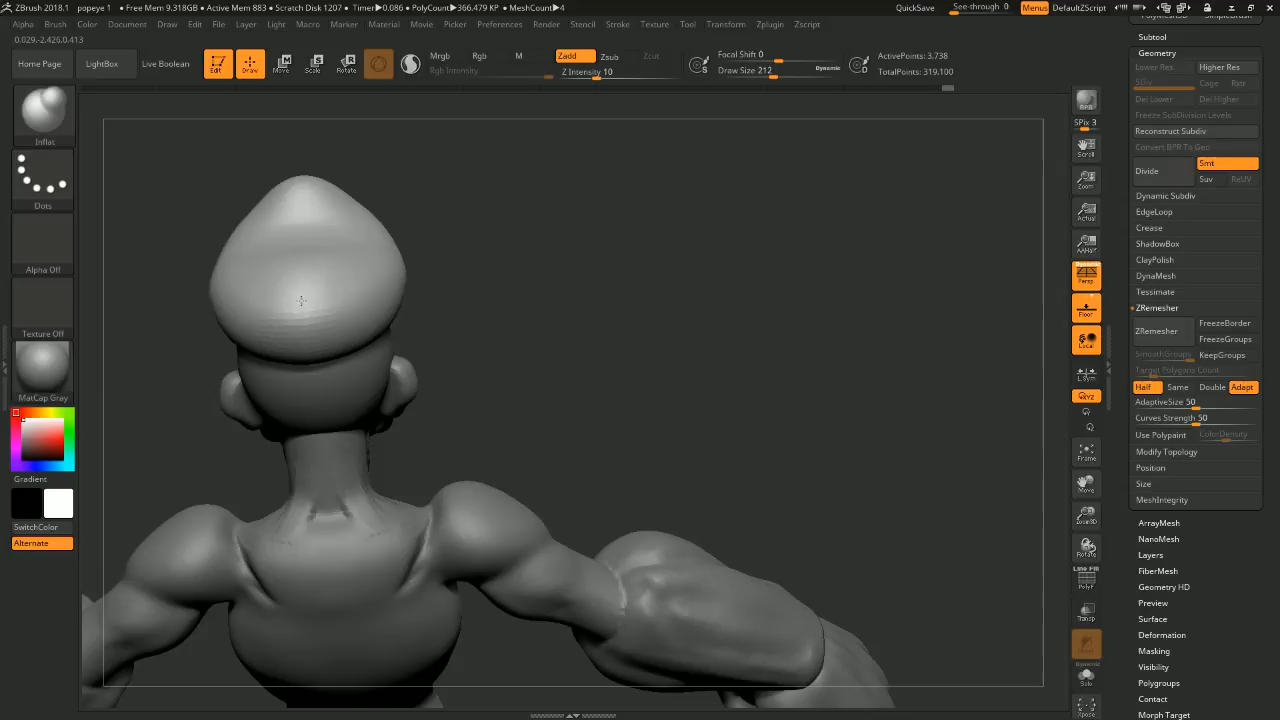 ZBrush 2018.1 popeye 1 • Free Mem 9.318GB • Active Mem 883 • Scratch Disk 1207 • Timer▶0.086 • PolyCount▶366.479 KP • MeshCount▶4 QuickSave See-through 0 Menus DefaultZScript
Alpha Brush Color Document Draw Edit File Layer Light Macro Marker Material Movie Picker Preferences Render Stencil Stroke Texture Tool Transform Zplugin Zscript
0.029,-2.426,0.413
Home Page LightBox Live Boolean Edit Draw Move Scale Rotate
Mrgb Rgb M Zadd Zsub Zcut
Rgb Intensity Z Intensity 10
Focal Shift 0
Draw Size 212 Dynamic
ActivePoints: 3,738
TotalPoints: 319,100
Inflat
Dots
Alpha Off
Texture Off
MatCap Gray
Gradient
SwitchColor
Alternate
BPR
SPix 3
Scroll
Zoom
Actual
AAHalf
Dynamic
Persp
Floor
Local
L.Sym
XYZ
Frame
Move
Zoom3D
Rotate
Line Fill
PolyF
Transp
Dynamic
Solo
Xpose
PolyMesh3D SimpleBrush
Subtool
Geometry
Lower Res Higher Res
SDiv Cage Rstr
Del Lower Del Higher
Freeze SubDivision Levels
Reconstruct Subdiv
Convert BPR To Geo
Divide Smt
Suv ReUV
Dynamic Subdiv
EdgeLoop
Crease
ShadowBox
ClayPolish
DynaMesh
Tessimate
ZRemesher
ZRemesher FreezeBorder
FreezeGroups
SmoothGroups KeepGroups
Target Polygons Count
Half Same Double Adapt
AdaptiveSize 50
Curves Strength 50
Use Polypaint ColorDensity
Modify Topology
Position
Size
MeshIntegrity
ArrayMesh
NanoMesh
Layers
FiberMesh
Geometry HD
Preview
Surface
Deformation
Masking
Visibility
Polygroups
Contact
Morph Target